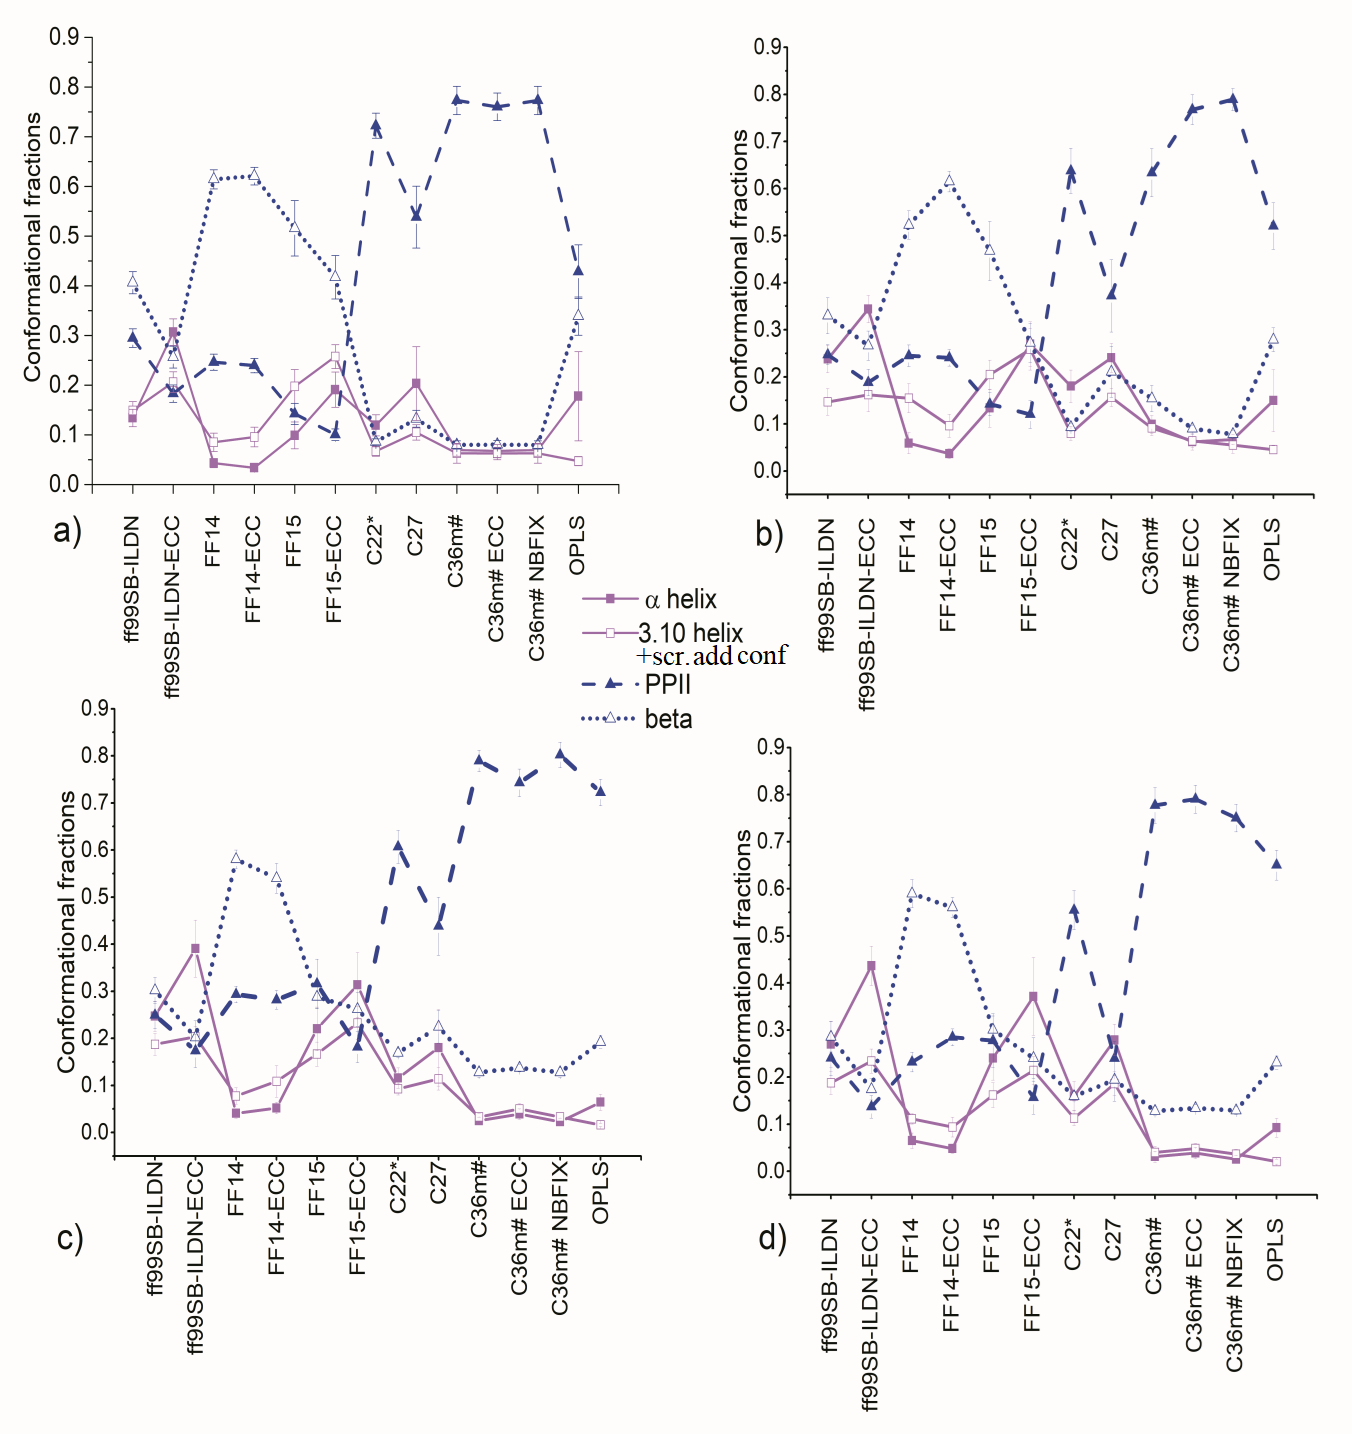 Conformational fractions
0.9
0.8
0.7
0.6
0.5
0.4
0.3
0.2
0.1
0.0
ff99SB-ILDN
ff99SB-ILDN-ECC
FF14
FF14-ECC
FF15
FF15-ECC
C22*
C27
C36m#
C36m# ECC
C36m# NBFIX
OPLS
a)
Conformational fractions
0.9
0.8
0.7
0.6
0.5
0.4
0.3
0.2
0.1
0.0
ff99SB-ILDN
ff99SB-ILDN-ECC
FF14
FF14-ECC
FF15
FF15-ECC
C22*
C27
C36m#
C36m# ECC
C36m# NBFIX
OPLS
b)
α helix
3.10 helix
+scr. add conf
PPII
beta
Conformational fractions
0.9
0.8
0.7
0.6
0.5
0.4
0.3
0.2
0.1
0.0
ff99SB-ILDN
ff99SB-ILDN-ECC
FF14
FF14-ECC
FF15
FF15-ECC
C22*
C27
C36m#
C36m# ECC
C36m# NBFIX
OPLS
c)
Conformational fractions
0.9
0.8
0.7
0.6
0.5
0.4
0.3
0.2
0.1
0.0
ff99SB-ILDN
ff99SB-ILDN-ECC
FF14
FF14-ECC
FF15
FF15-ECC
C22*
C27
C36m#
C36m# ECC
C36m# NBFIX
OPLS
d)